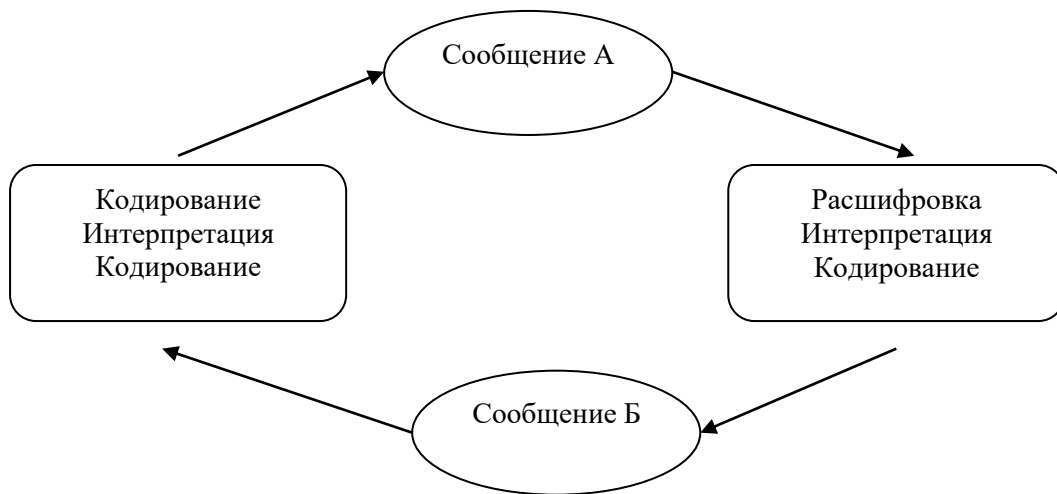 Сообщение А
Кодирование
Интерпретация
Кодирование
Расшифровка
Интерпретация
Кодирование
Сообщение Б